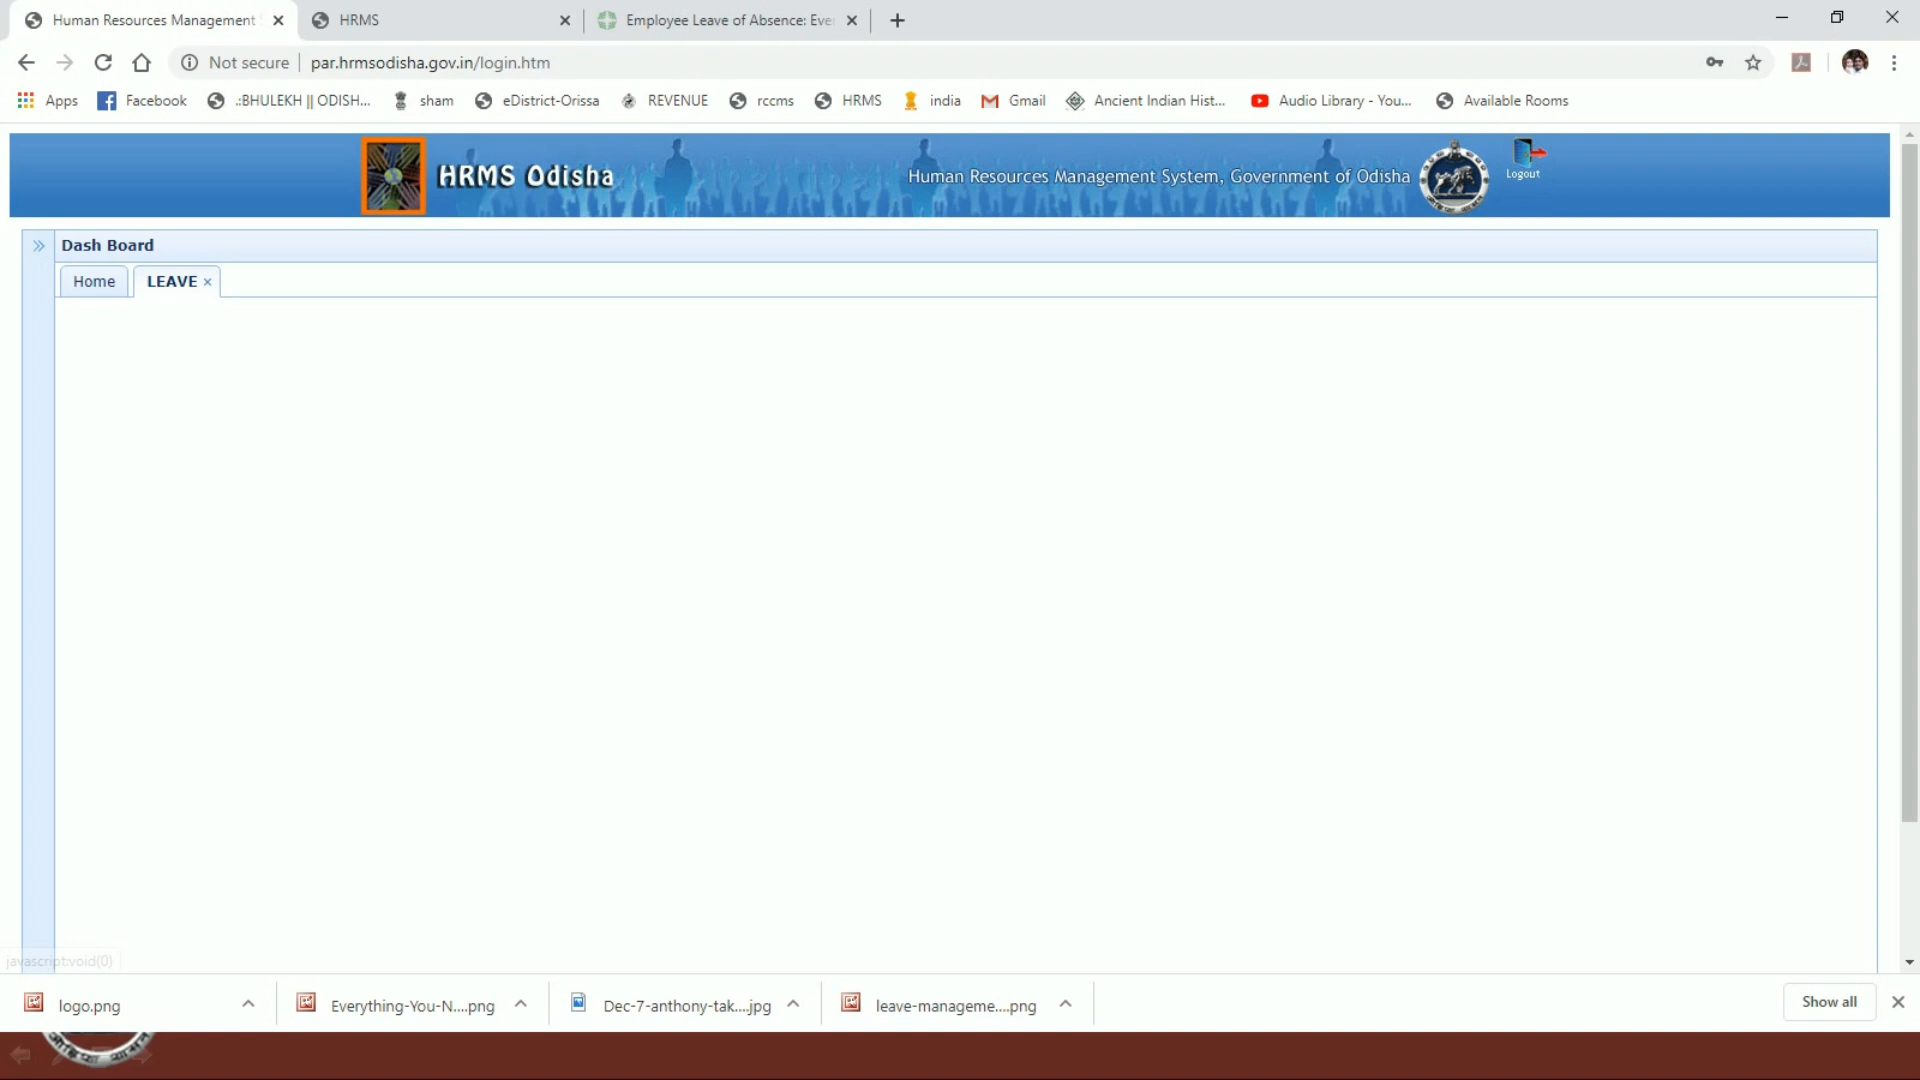 Human Resources Management
HRMS
Employee Leave of Absence: Eve
Not secure
par.hrmsodisha.gov.in/login.htm
Apps
Facebook
.:BHULEKH || ODISH...
sham
eDistrict-Orissa
REVENUE
rccms
HRMS
india
Gmail
Ancient Indian Hist...
Audio Library - You...
Available Rooms
HRMS Odisha
Human Resources Management System, Government of Odisha
Logout
Dash Board
Home
LEAVE
javascript:void(0)
logo.png
Everything-You-N....png
Dec-7-anthony-tak....jpg
leave-manageme....png
Show all